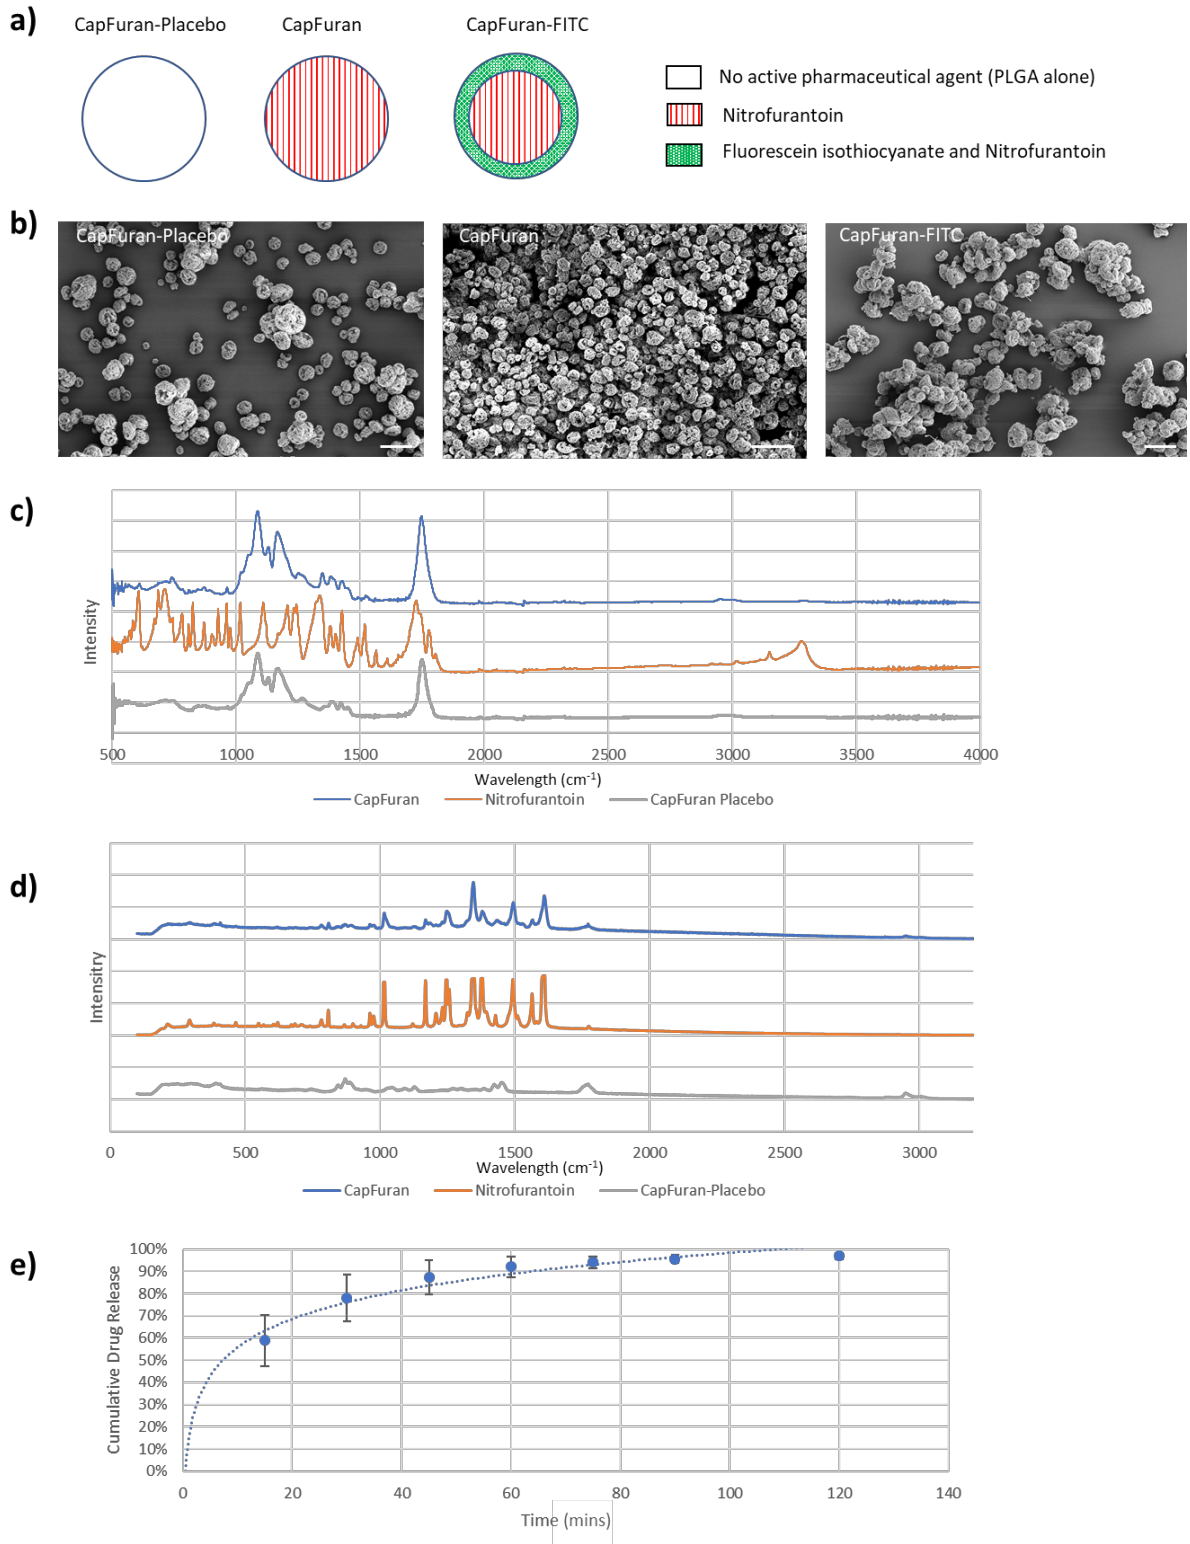 a)
CapFuran-Placebo
CapFuran
CapFuran-FITC
No active pharmaceutical agent (PLGA alone)
Nitrofurantoin
Fluorescein isothiocyanate and Nitrofurantoin
b)
CapFuran-Placebo
CapFuran
CapFuran-FITC
c)
Intensity
500 1000 1500 2000 2500 3000 3500 4000
Wavelength (cm-1)
CapFuran Nitrofurantoin CapFuran Placebo
d)
Intensitry
0 500 1000 1500 2000 2500 3000
Wavelength (cm-1)
CapFuran Nitrofurantoin CapFuran-Placebo
e)
Cumulative Drug Release
100%
90%
80%
70%
60%
50%
40%
30%
20%
10%
0%
0 20 40 60 80 100 120 140
Time (mins)